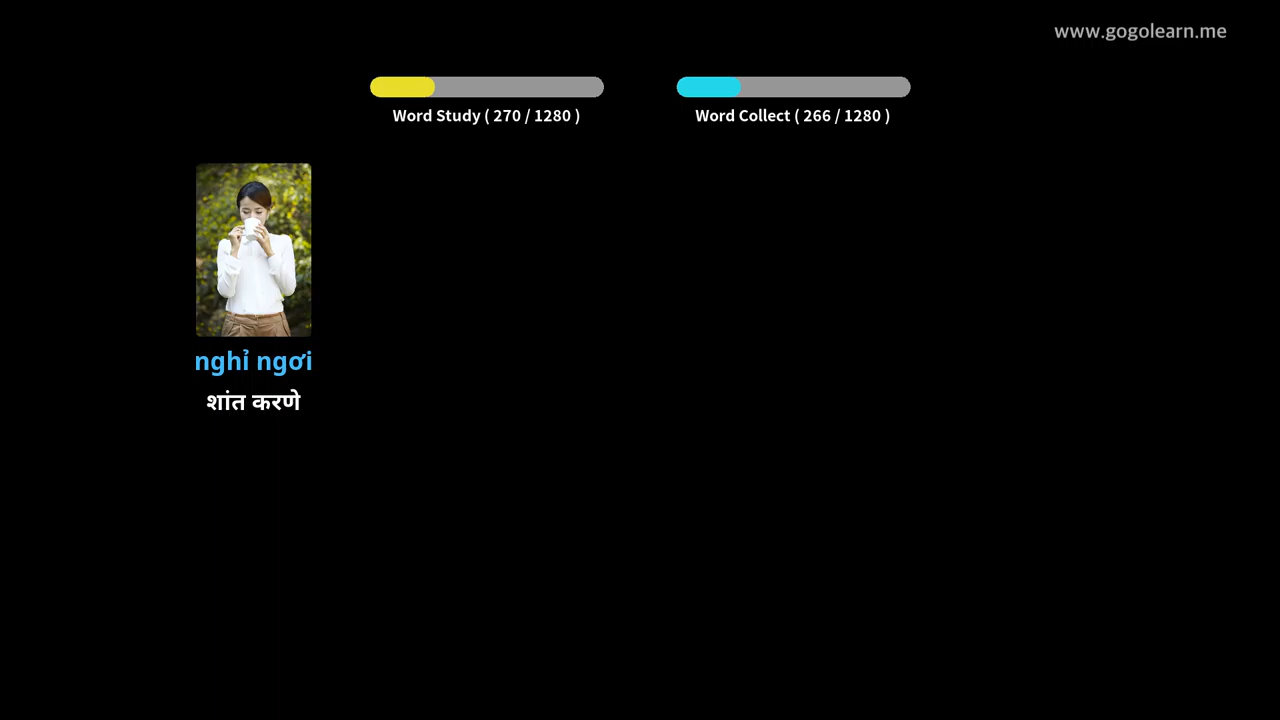 www.gogolearn.me
Word Study ( 270 / 1280 )
Word Collect ( 266 / 1280 )
nghỉ ngơi
शांत करणे